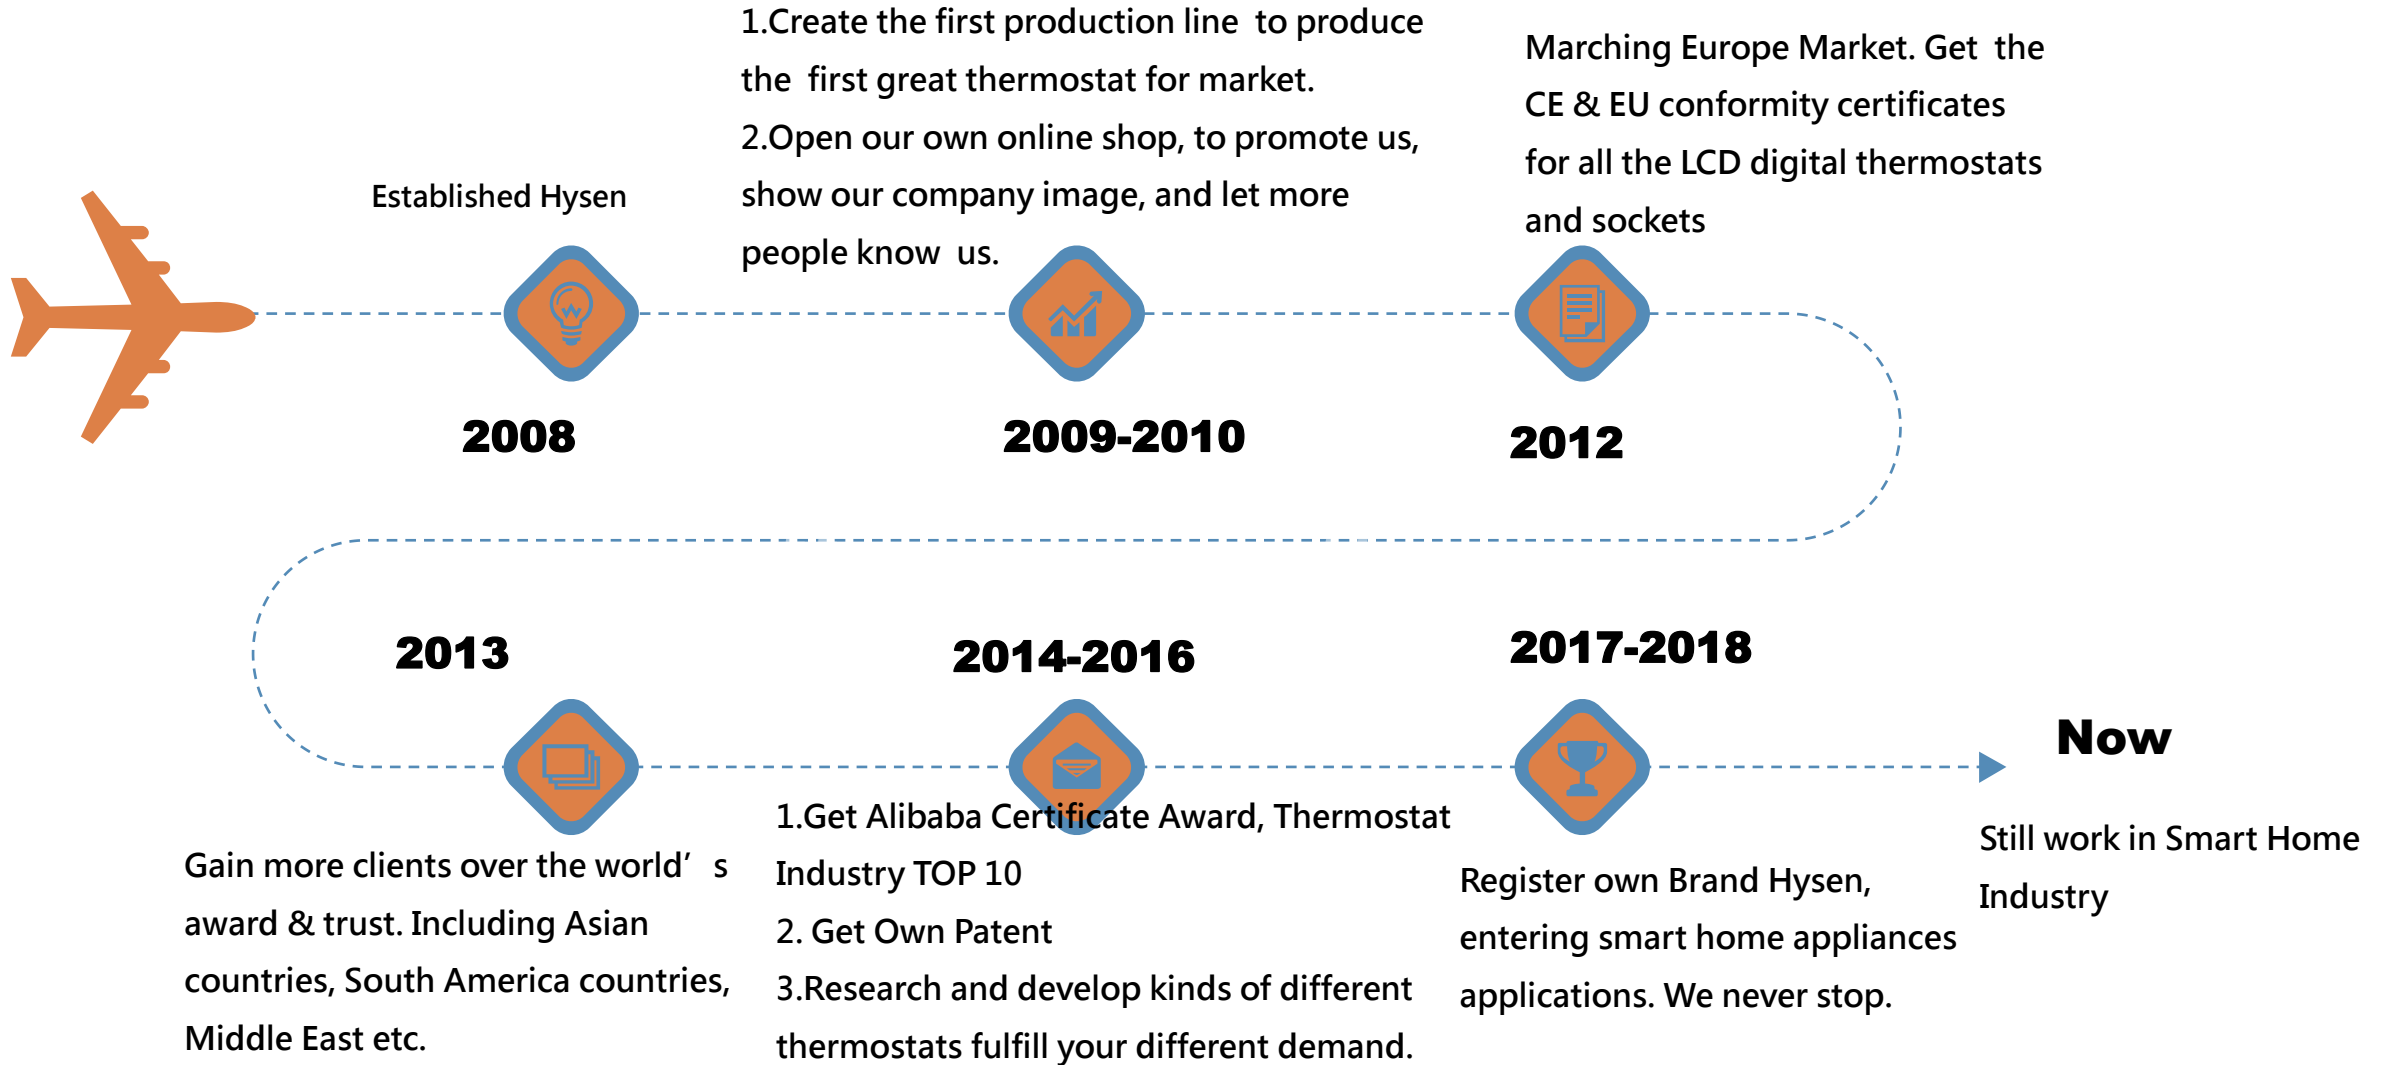 Established Hysen
2008
1.Create the first production line to produce
the first great thermostat for market.
2.Open our own online shop, to promote us,
show our company image, and let more
people know us.
2009-2010
Marching Europe Market. Get the
CE & EU conformity certificates
for all the LCD digital thermostats
and sockets
2012
2013
Gain more clients over the world’ s
award & trust. Including Asian
countries, South America countries,
Middle East etc.
2014-2016
1.Get Alibaba Certificate Award, Thermostat
Industry TOP 10
2. Get Own Patent
3.Research and develop kinds of different
thermostats fulfill your different demand.
2017-2018
Register own Brand Hysen,
entering smart home appliances
applications. We never stop.
Now
Still work in Smart Home
Industry